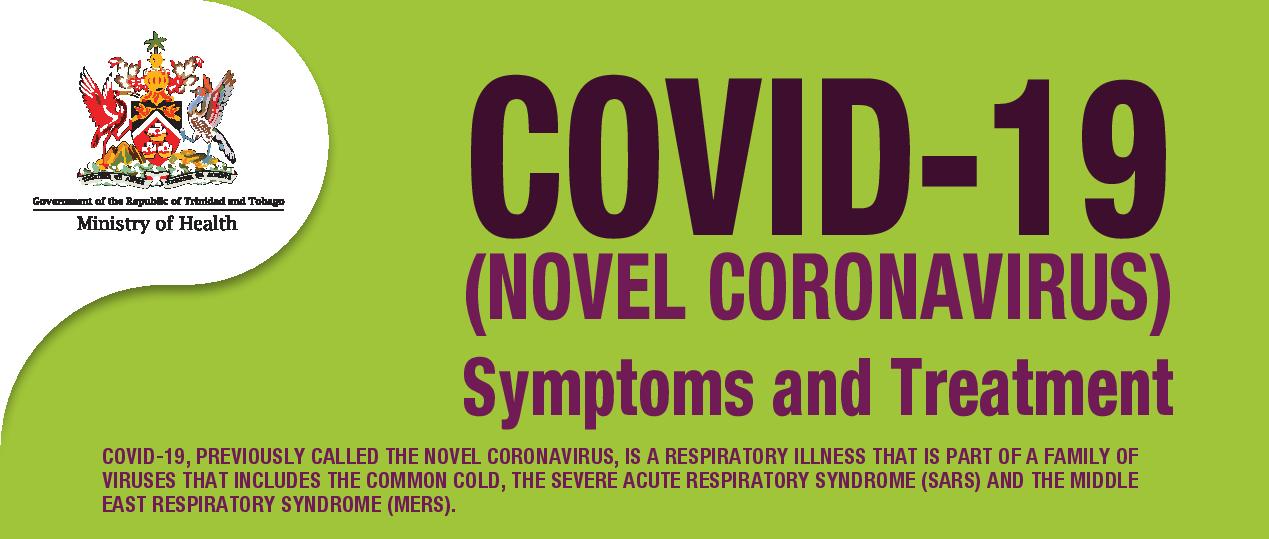 Government of the Republic of Trinidad and Tobago
Ministry of Health
COVID-19
(NOVEL CORONAVIRUS)
Symptoms and Treatment
COVID-19, PREVIOUSLY CALLED THE NOVEL CORONAVIRUS, IS A RESPIRATORY ILLNESS THAT IS PART OF A FAMILY OF
VIRUSES THAT INCLUDES THE COMMON COLD, THE SEVERE ACUTE RESPIRATORY SYNDROME (SARS) AND THE MIDDLE
EAST RESPIRATORY SYNDROME (MERS).